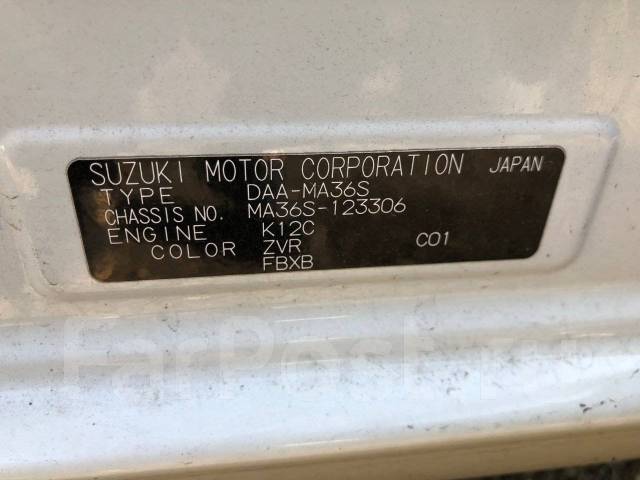 SUZUKI MOTOR CORPORATION JAPAN
TYPE DAA-MA36S
CHASSIS NO. MA36S-123306
ENGINE K12C
COLOR ZVR C01
FBXB
FarPost.ru